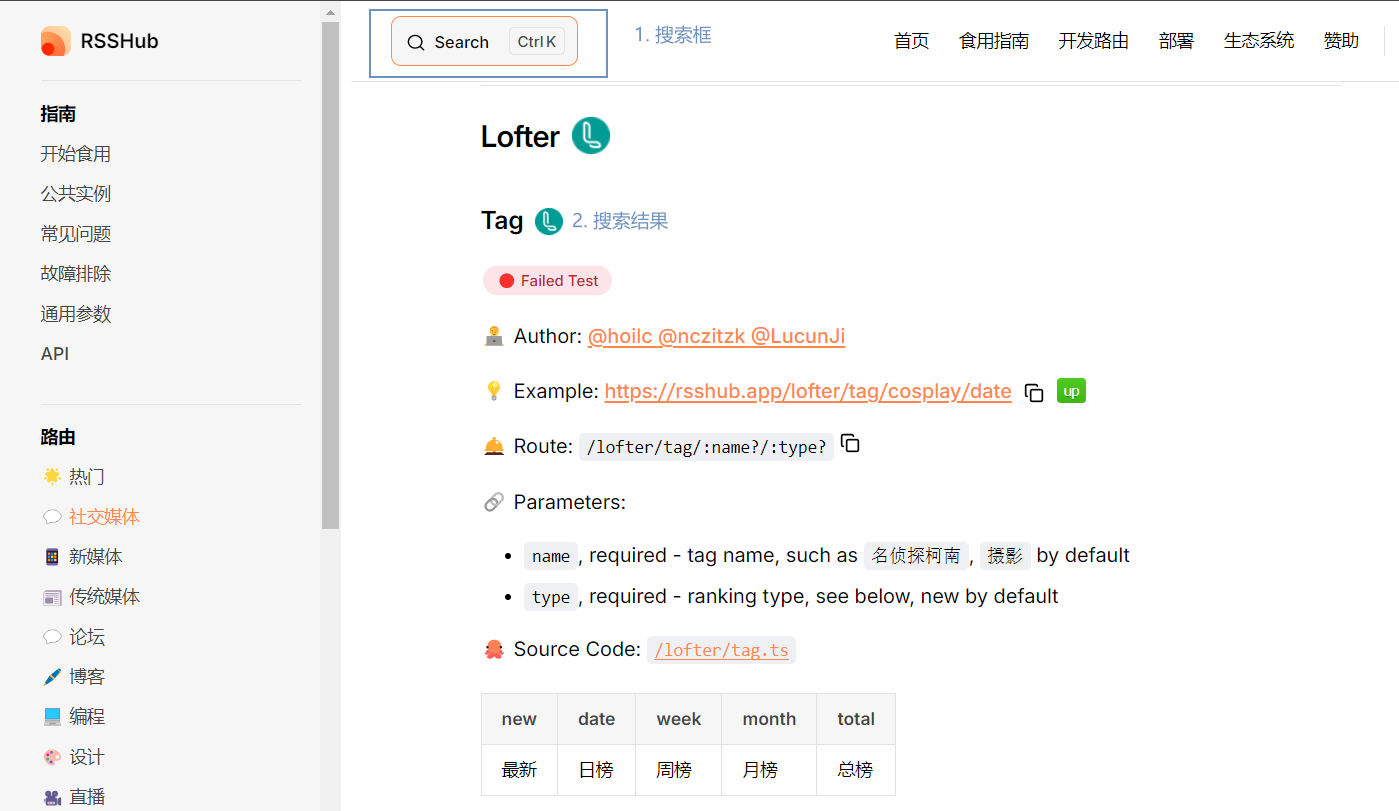 RSSHub
指南
开始食用
公共实例
常见问题
故障排除
通用参数
API
路由
热门
社交媒体
新媒体
传统媒体
论坛
博客
编程
设计
直播
Search Ctrl K
1. 搜索框
首页 食用指南 开发路由 部署 生态系统 赞助
Lofter
Tag 2. 搜索结果
Failed Test
Author: @hoilc @nczitzk @LucunJi
Example: https://rsshub.app/lofter/tag/cosplay/date up
Route: /lofter/tag/:name?/:type?
Parameters:
• name, required - tag name, such as 名侦探柯南, 摄影 by default
• type, required - ranking type, see below, new by default
Source Code: /lofter/tag.ts
new date week month total
最新 日榜 周榜 月榜 总榜